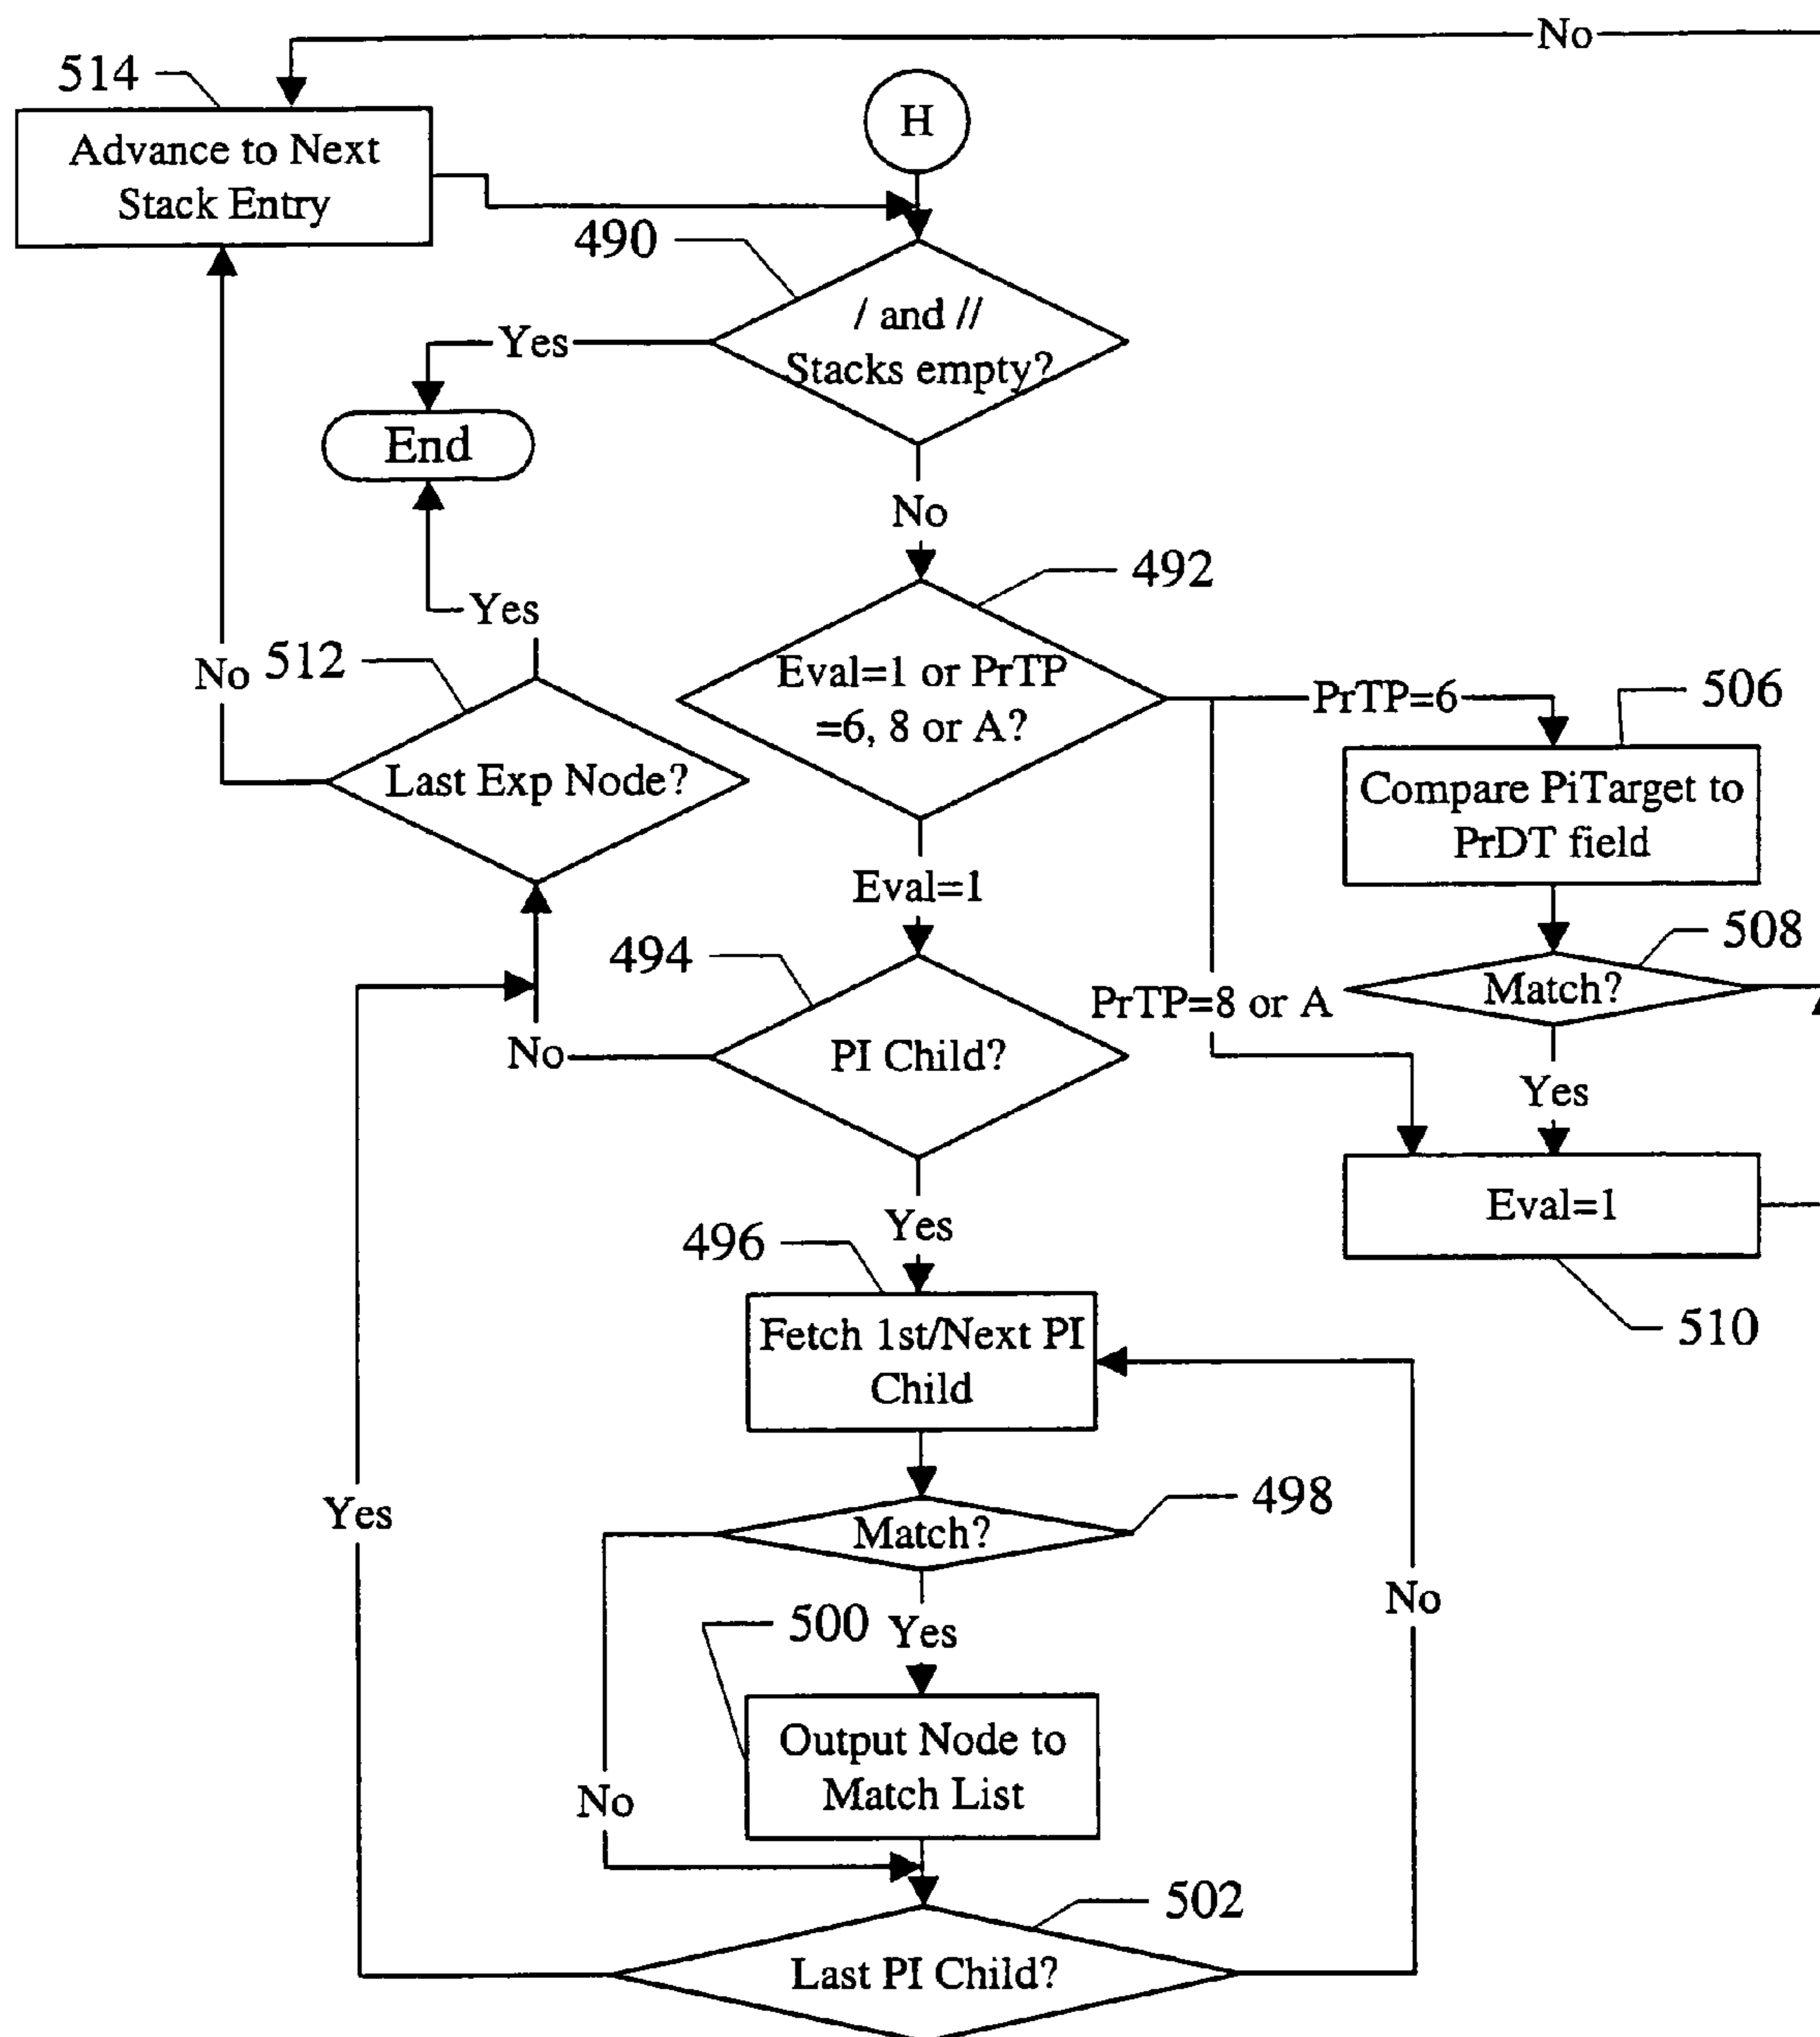 No
514
Advance to Next
Stack Entry
H
490
/ and //
Stacks empty?
Yes
End
No
492
Eval=1 or PrTP
=6, 8 or A?
Yes
No
512
Last Exp Node?
PrTP=6
506
Compare PiTarget to
PrDT field
Eval=1
508
Match?
494
PI Child?
No
PrTP=8 or A
Yes
Eval=1
510
Yes
496
Fetch 1st/Next PI
Child
498
Match?
Yes
No
500
Yes
Output Node to
Match List
No
502
Last PI Child?